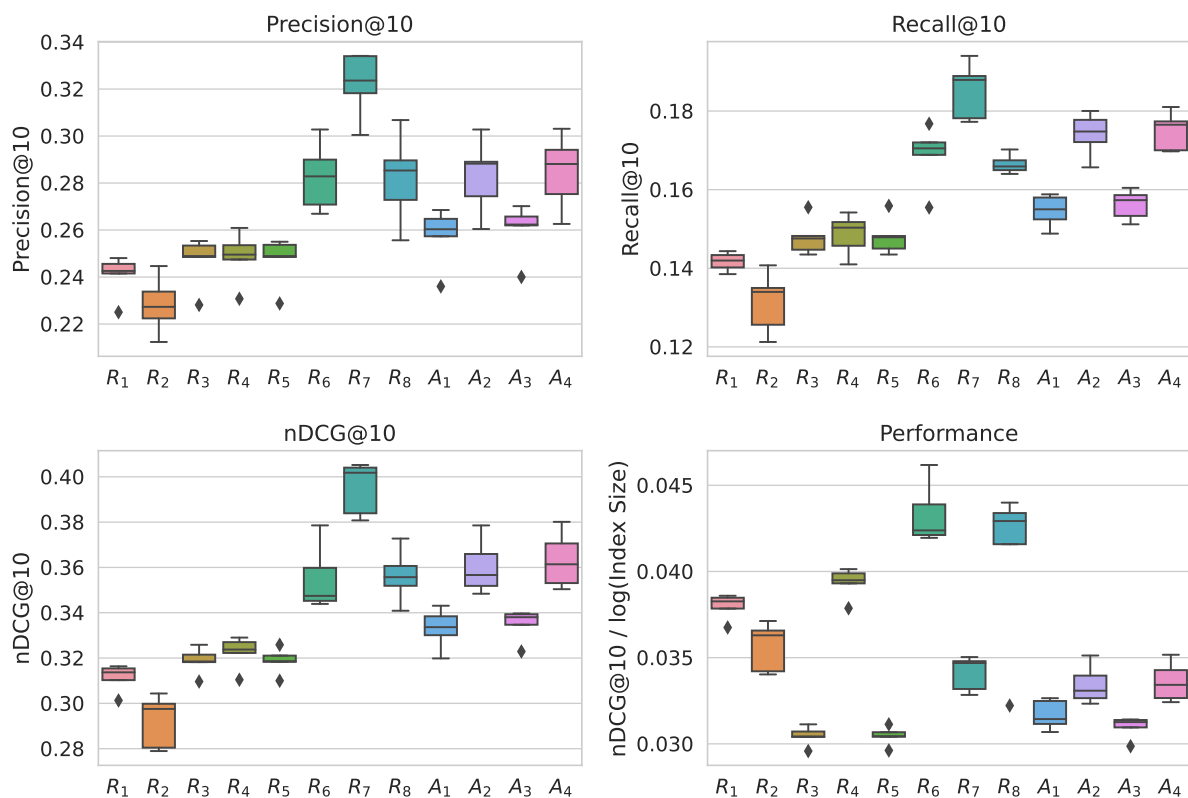 Precision@10
Precision@10
0.34
0.32
0.30
0.28
0.26
0.24
0.22
R₁ R₂ R₃ R₄ R₅ R₆ R₇ R₈ A₁ A₂ A₃ A₄
Recall@10
Recall@10
0.18
0.16
0.14
0.12
R₁ R₂ R₃ R₄ R₅ R₆ R₇ R₈ A₁ A₂ A₃ A₄
nDCG@10
nDCG@10
0.40
0.38
0.36
0.34
0.32
0.30
0.28
R₁ R₂ R₃ R₄ R₅ R₆ R₇ R₈ A₁ A₂ A₃ A₄
Performance
nDCG@10 / log(Index Size)
0.045
0.040
0.035
0.030
R₁ R₂ R₃ R₄ R₅ R₆ R₇ R₈ A₁ A₂ A₃ A₄